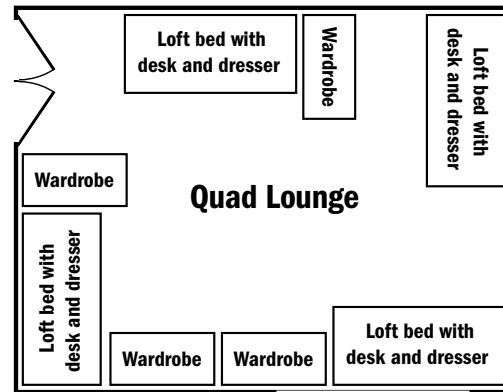 Loft bed with
desk and dresser
Wardrobe
Loft bed with
desk and dresser
Wardrobe
Quad Lounge
Loft bed with
desk and dresser
Wardrobe
Wardrobe
Loft bed with
desk and dresser